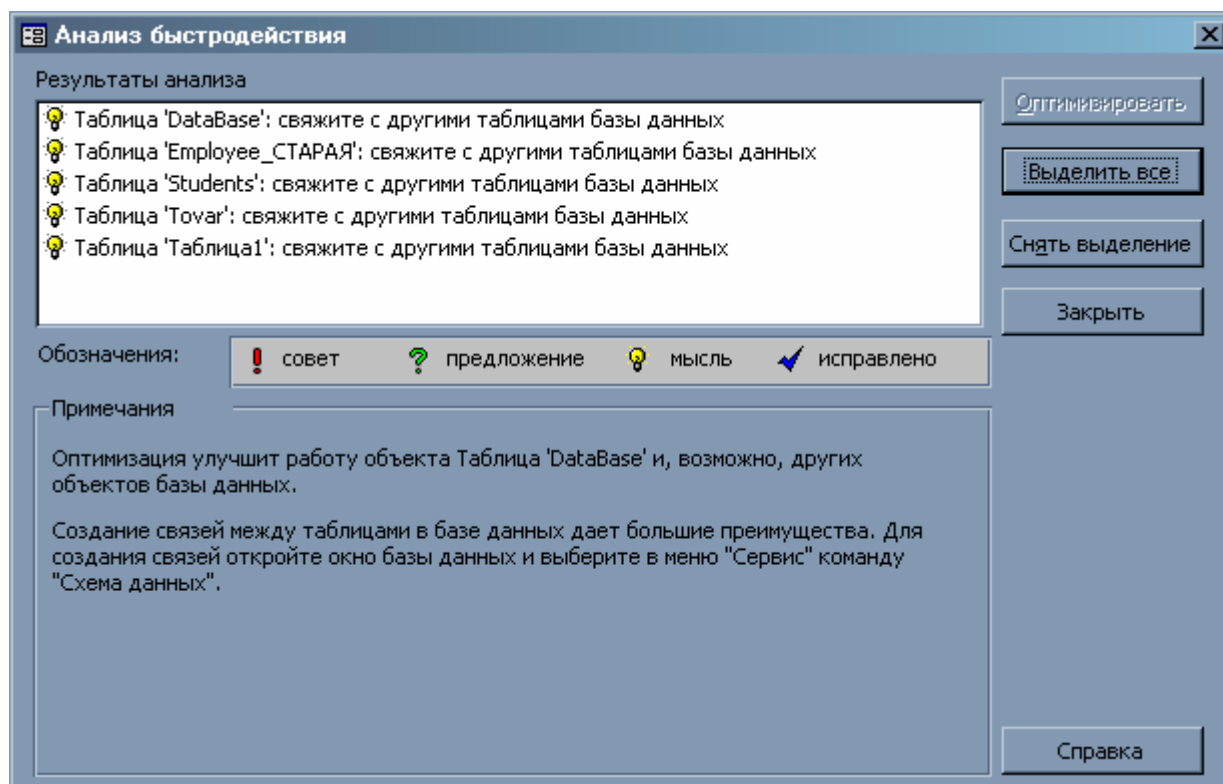 Анализ быстродействия
Результаты анализа
Таблица 'DataBase': свяжите с другими таблицами базы данных
Таблица 'Employee_СТАРАЯ': свяжите с другими таблицами базы данных
Таблица 'Students': свяжите с другими таблицами базы данных
Таблица 'Tovar': свяжите с другими таблицами базы данных
Таблица 'Таблица1': свяжите с другими таблицами базы данных
Оптимизировать
Выделить все
Снять выделение
Закрыть
Обозначения: совет предложение мысль исправлено
Примечания
Оптимизация улучшит работу объекта Таблица 'DataBase' и, возможно, других
объектов базы данных.
Создание связей между таблицами в базе данных дает большие преимущества. Для
создания связей откройте окно базы данных и выберите в меню "Сервис" команду
"Схема данных".
Справка